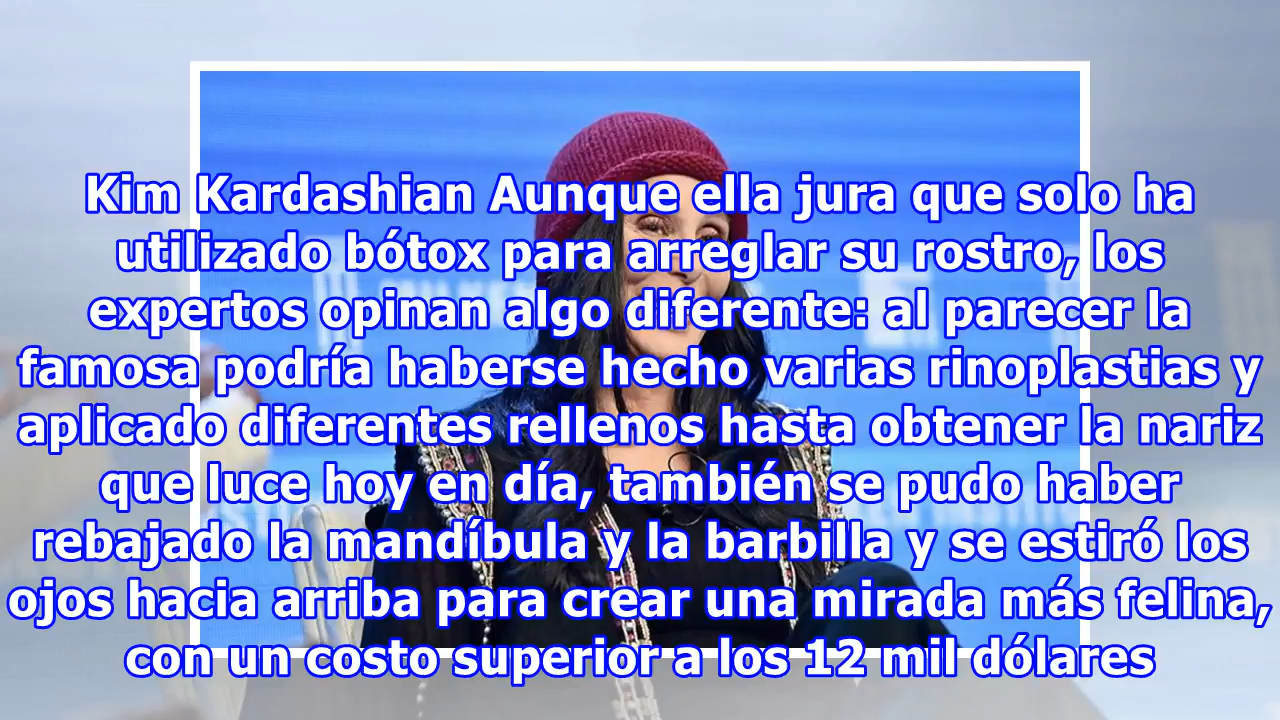 Kim Kardashian Aunque ella jura que solo ha
utilizado bótox para arreglar su rostro, los
expertos opinan algo diferente: al parecer la
famosa podría haberse hecho varias rinoplastias y
aplicado diferentes rellenos hasta obtener la nariz
que luce hoy en día, también se pudo haber
rebajado la mandíbula y la barbilla y se estiró los
ojos hacia arriba para crear una mirada más felina,
con un costo superior a los 12 mil dólares